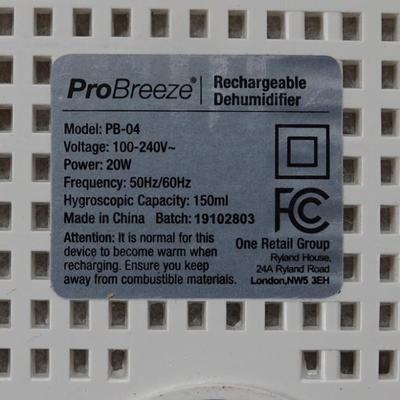 ProBreeze® | Rechargeable Dehumidifier
Model: PB-04
Voltage: 100-240V~
Power: 20W
Frequency: 50Hz/60Hz
Hygroscopic Capacity: 150ml
Made in China Batch: 19102803
Attention: It is normal for this
device to become warm when
recharging. Ensure you keep
away from combustible materials.
FC
One Retail Group
Ryland House,
24A Ryland Road
London,NW5 3EH